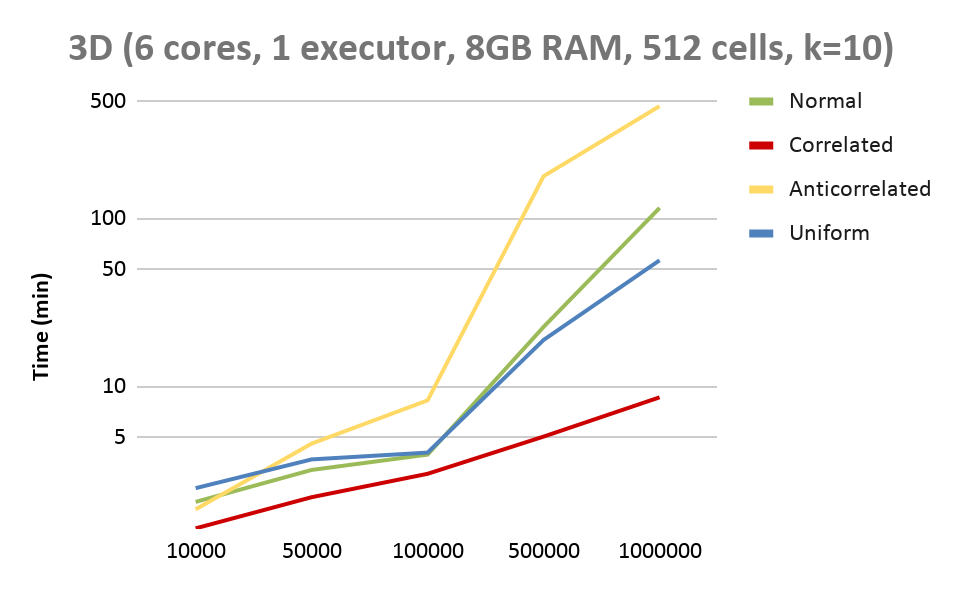 3D (6 cores, 1 executor, 8GB RAM, 512 cells, k=10)
500
100
50
10
5
Time (min)
10000
50000
100000
500000
1000000
Normal
Correlated
Anticorrelated
Uniform